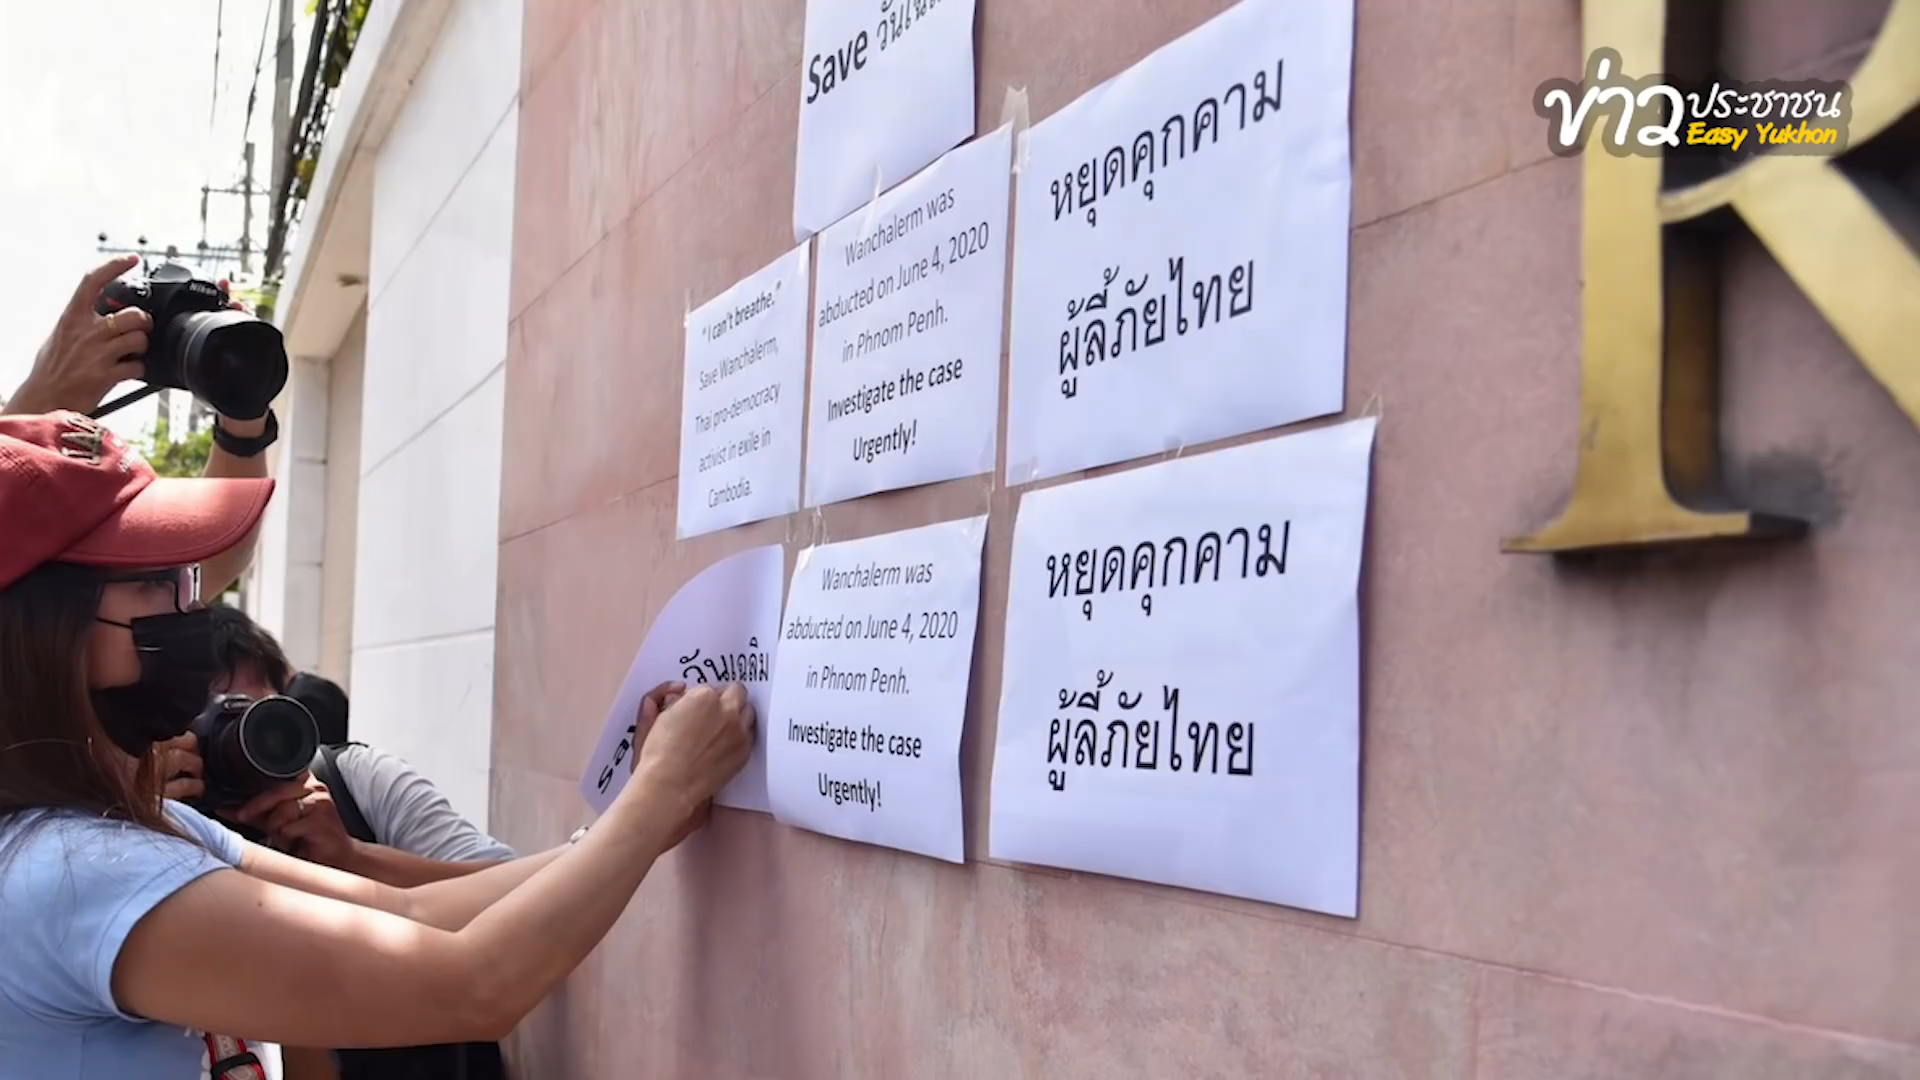 Save วันเฉลิม
หยุดคุกคาม
ผู้ลี้ภัยไทย
Wanchalerm was
abducted on June 4, 2020
in Phnom Penh.
Investigate the case
Urgently!
"I can't breathe."
Save Wanchalerm,
Thai pro-democracy
activist in exile in
Cambodia.
วันเฉลิม
Wanchalerm was
abducted on June 4, 2020
in Phnom Penh.
Investigate the case
Urgently!
หยุดคุกคาม
ผู้ลี้ภัยไทย
R
Nikon
ข่าวประชาชน
Easy Yukhon